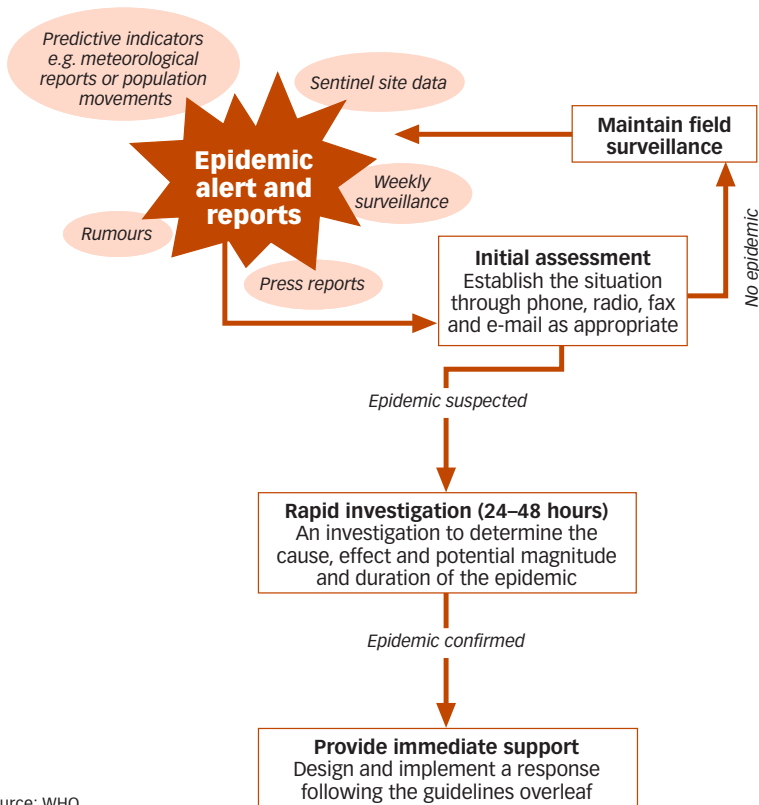 Predictive indicators
e.g. meteorological
reports or population
movements
Sentinel site data
Epidemic
alert and
reports
Weekly
surveillance
Rumours
Press reports
Maintain field
surveillance
Initial assessment
Establish the situation
through phone, radio, fax
and e-mail as appropriate
No epidemic
Epidemic suspected
Rapid investigation (24–48 hours)
An investigation to determine the
cause, effect and potential magnitude
and duration of the epidemic
Epidemic confirmed
Provide immediate support
Design and implement a response
following the guidelines overleaf
urce: WHO